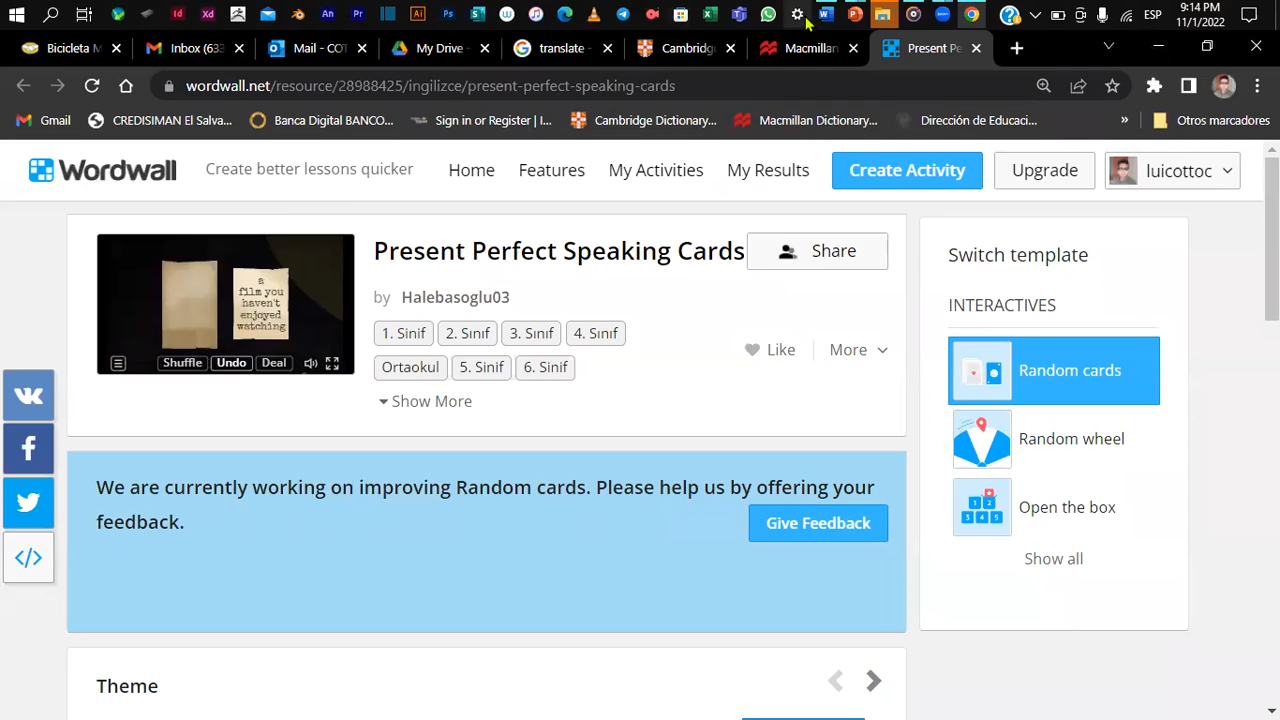 ESP
9:14 PM
11/1/2022
Bicicleta M
Inbox (633
Mail - COT
My Drive -
translate -
Cambridg
Macmillan
Present Pe
wordwall.net/resource/28988425/ingilizce/present-perfect-speaking-cards
Gmail
CREDISIMAN El Salva...
Banca Digital BANCO...
Sign in or Register | I...
Cambridge Dictionary...
Macmillan Dictionary...
Dirección de Educaci...
»
Otros marcadores
Wordwall
Create better lessons quicker
Home
Features
My Activities
My Results
Create Activity
Upgrade
luicottoc
a
film you
haven't
enjoyed
watching
Shuffle
Undo
Deal
Present Perfect Speaking Cards
Share
by Halebasoglu03
1. Sinif
2. Sınıf
3. Sınıf
4. Sınıf
Ortaokul
5. Sinif
6. Sinif
Show More
Like
More
Switch template
INTERACTIVES
Random cards
Random wheel
Open the box
Show all
We are currently working on improving Random cards. Please help us by offering your
feedback.
Give Feedback
Theme